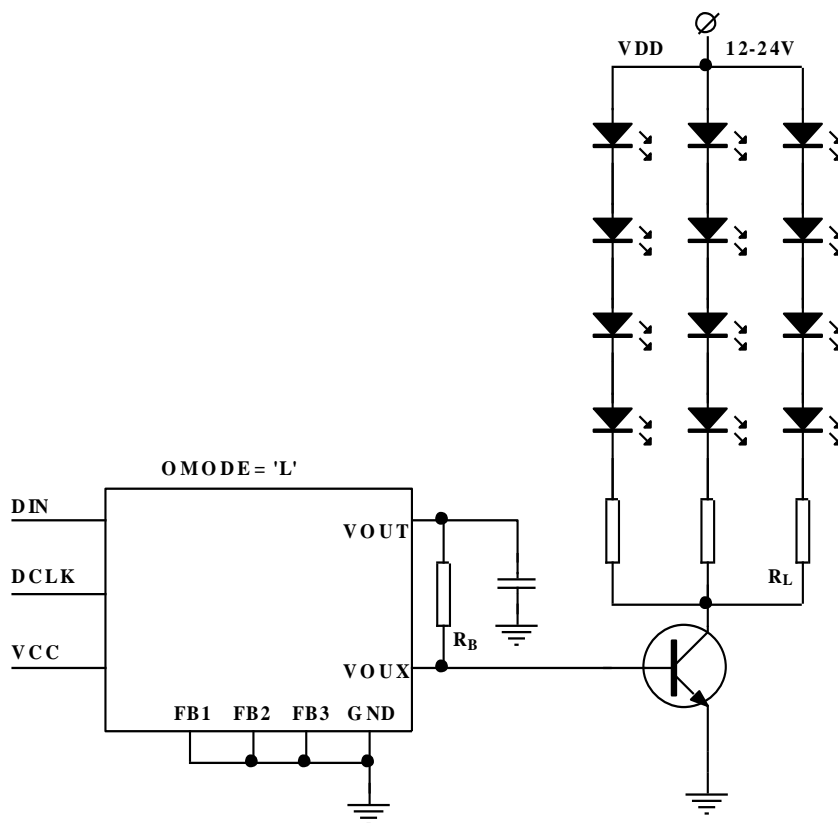 VDD 12-24V
OMODE = 'L'
DIN
VOUT
DCLK
RL
RB
VCC
VOUX
FB1 FB2 FB3 GND